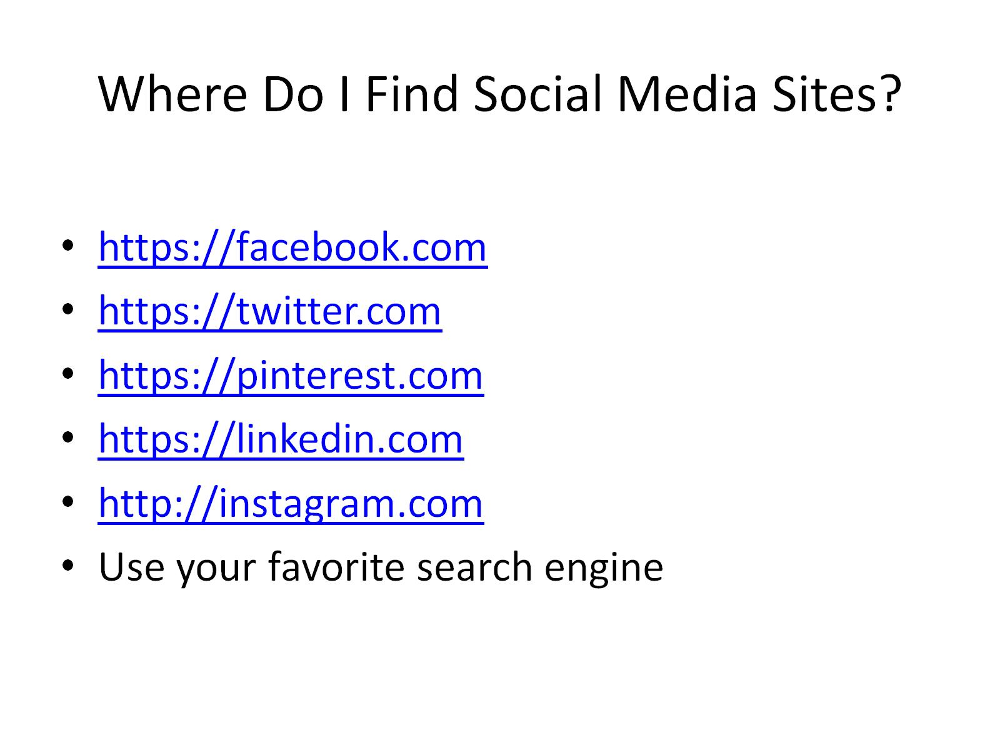 Where Do I Find Social Media Sites?
• https://facebook.com
• https://twitter.com
• https://pinterest.com
• https://linkedin.com
• http://instagram.com
• Use your favorite search engine